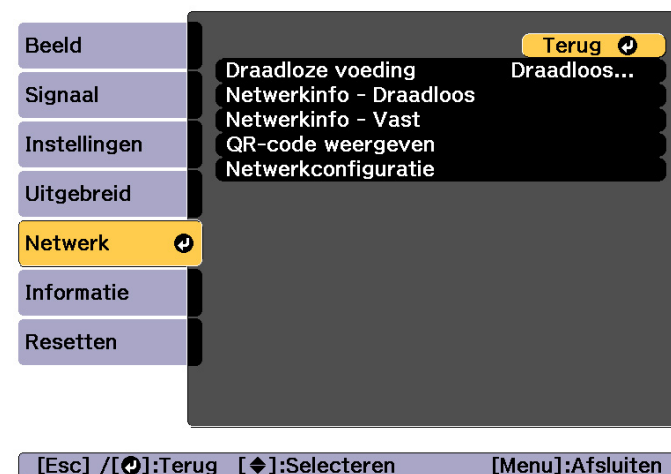 Beeld
Signaal
Instellingen
Uitgebreid
Netwerk
Informatie
Resetten
Terug
Draadloze voeding Draadloos...
Netwerkinfo - Draadloos
Netwerkinfo - Vast
QR-code weergeven
Netwerkconfiguratie
[Esc] /[⏎]:Terug [◆]:Selecteren [Menu]:Afsluiten